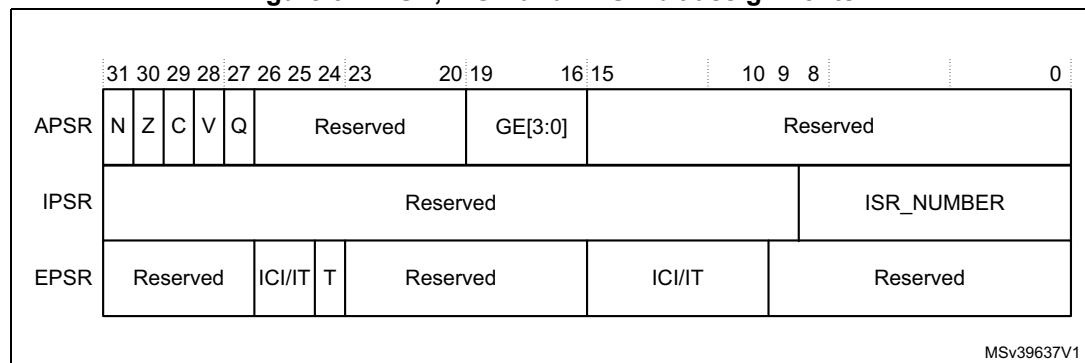 31 30 29 28 27 26 25 24 23 20 19 16 15 10 9 8 0
APSR N Z C V Q Reserved GE[3:0] Reserved
IPSR Reserved ISR_NUMBER
EPSR Reserved ICI/IT T Reserved ICI/IT Reserved
MSv39637V1